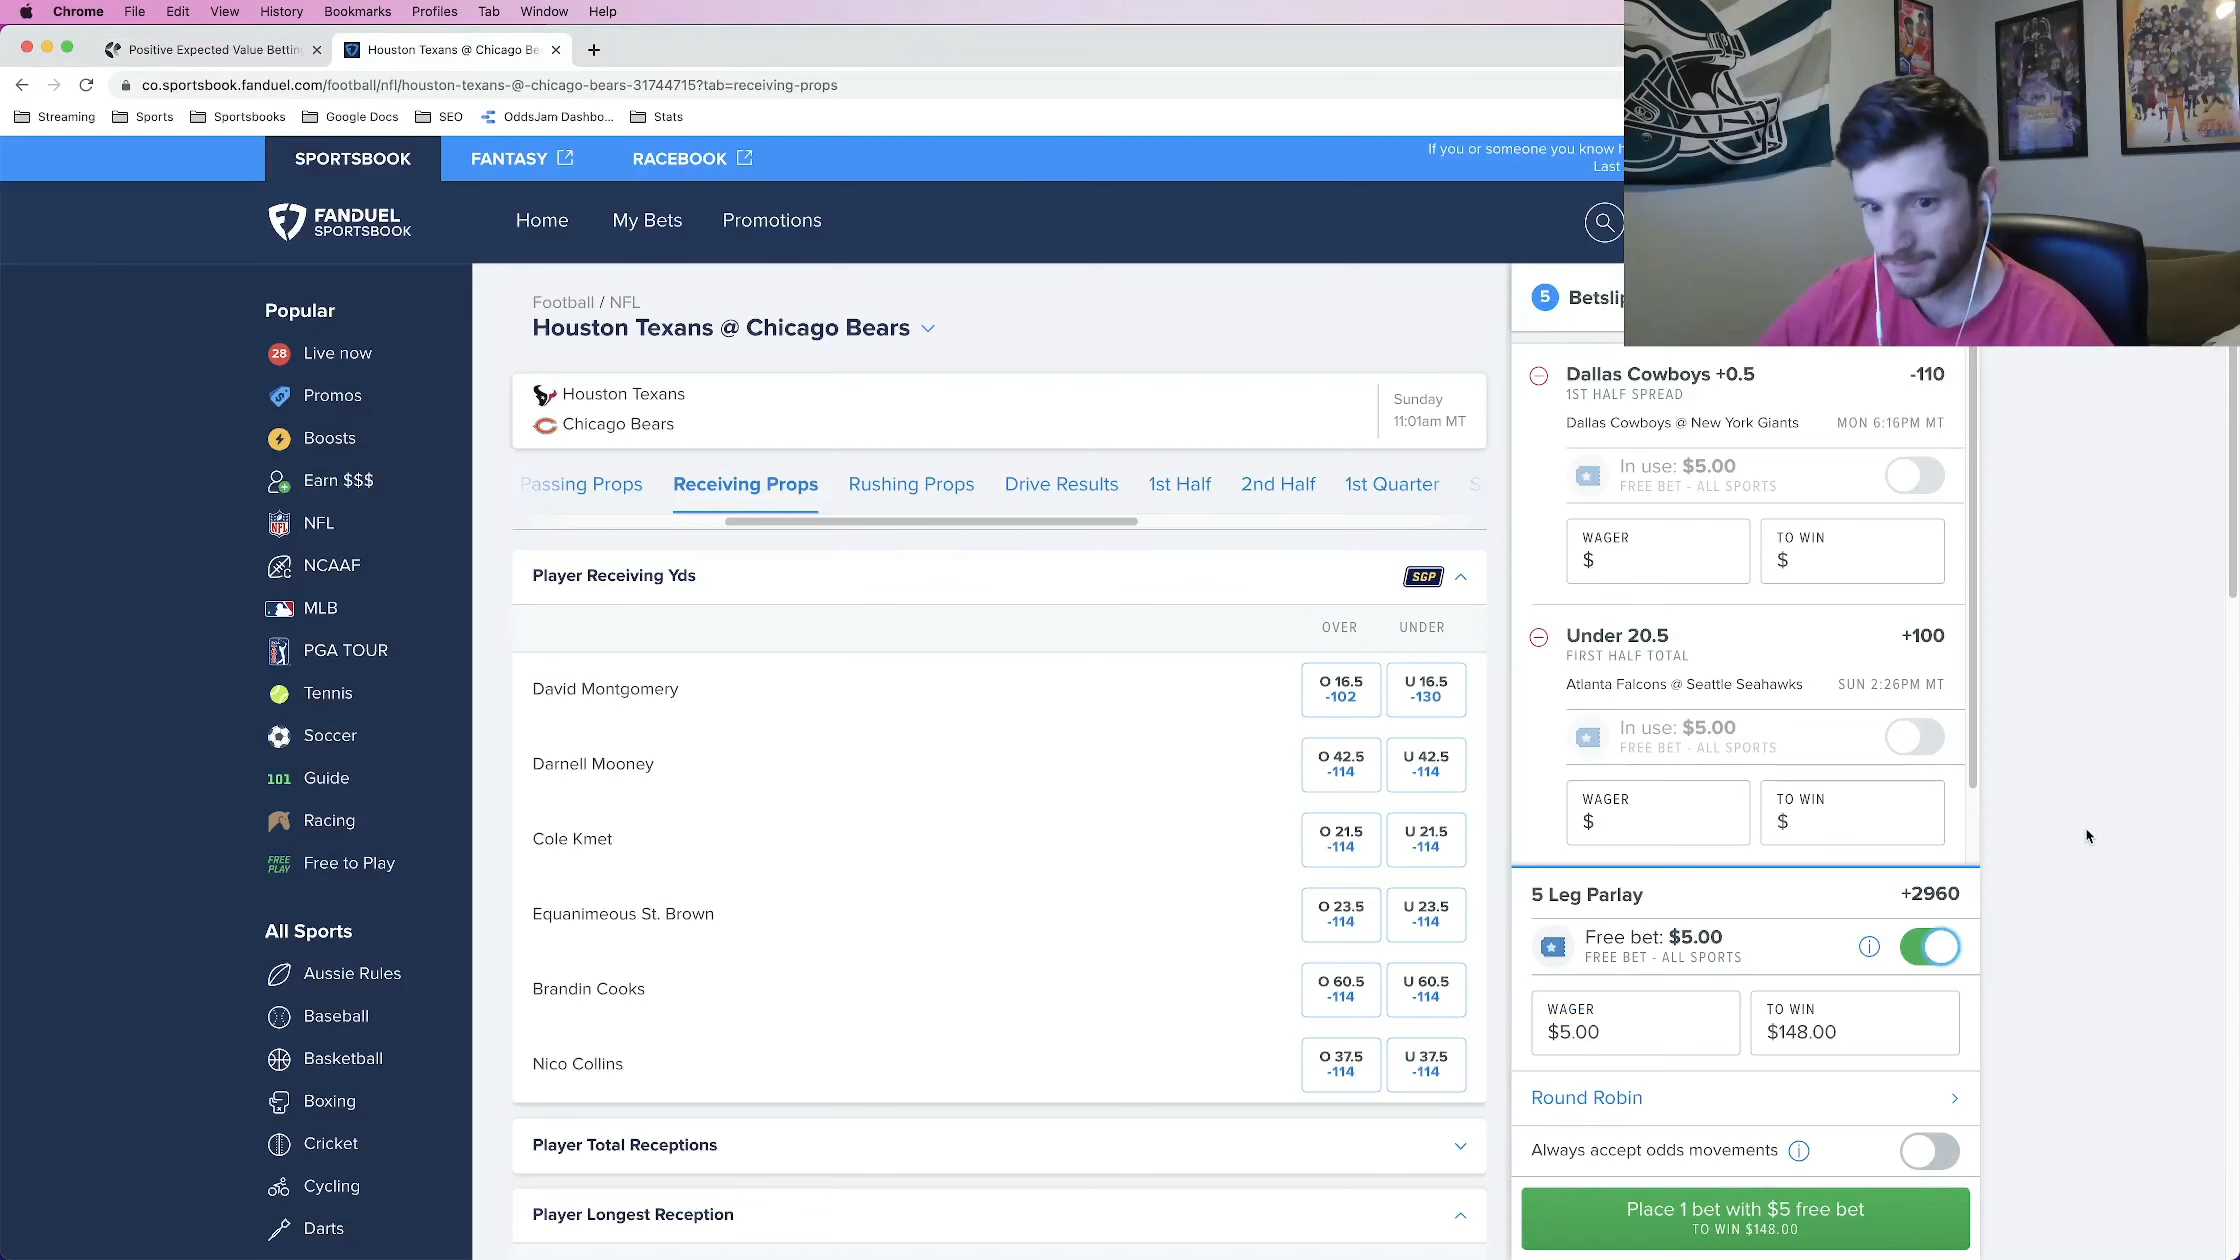 Chrome File Edit View History Bookmarks Profiles Tab Window Help
Positive Expected Value Betting
Houston Texans @ Chicago Be
co.sportsbook.fanduel.com/football/nfl/houston-texans-@-chicago-bears-31744715?tab=receiving-props
Streaming Sports Sportsbooks Google Docs SEO OddsJam Dashbo... Stats
SPORTSBOOK FANTASY RACEBOOK
If you or someone you know h
Last
FANDUEL
SPORTSBOOK
Home My Bets Promotions
Popular
28 Live now
Promos
Boosts
Earn $$$
NFL
NCAAF
MLB
PGA TOUR
Tennis
Soccer
101 Guide
Racing
FREE PLAY Free to Play
All Sports
Aussie Rules
Baseball
Basketball
Boxing
Cricket
Cycling
Darts
Football / NFL
Houston Texans @ Chicago Bears
Houston Texans
Chicago Bears
Sunday
11:01am MT
Passing Props Receiving Props Rushing Props Drive Results 1st Half 2nd Half 1st Quarter S
Player Receiving Yds SGP
OVER UNDER
David Montgomery
O 16.5 U 16.5
-102 -130
Darnell Mooney
O 42.5 U 42.5
-114 -114
Cole Kmet
O 21.5 U 21.5
-114 -114
Equanimeous St. Brown
O 23.5 U 23.5
-114 -114
Brandin Cooks
O 60.5 U 60.5
-114 -114
Nico Collins
O 37.5 U 37.5
-114 -114
Player Total Receptions
Player Longest Reception
5 Betslip
Dallas Cowboys +0.5 -110
1ST HALF SPREAD
Dallas Cowboys @ New York Giants MON 6:16PM MT
In use: $5.00
FREE BET - ALL SPORTS
WAGER TO WIN
$ $
Under 20.5 +100
FIRST HALF TOTAL
Atlanta Falcons @ Seattle Seahawks SUN 2:26PM MT
In use: $5.00
FREE BET - ALL SPORTS
WAGER TO WIN
$ $
5 Leg Parlay +2960
Free bet: $5.00
FREE BET - ALL SPORTS
WAGER TO WIN
$5.00 $148.00
Round Robin
Always accept odds movements
Place 1 bet with $5 free bet
TO WIN $148.00